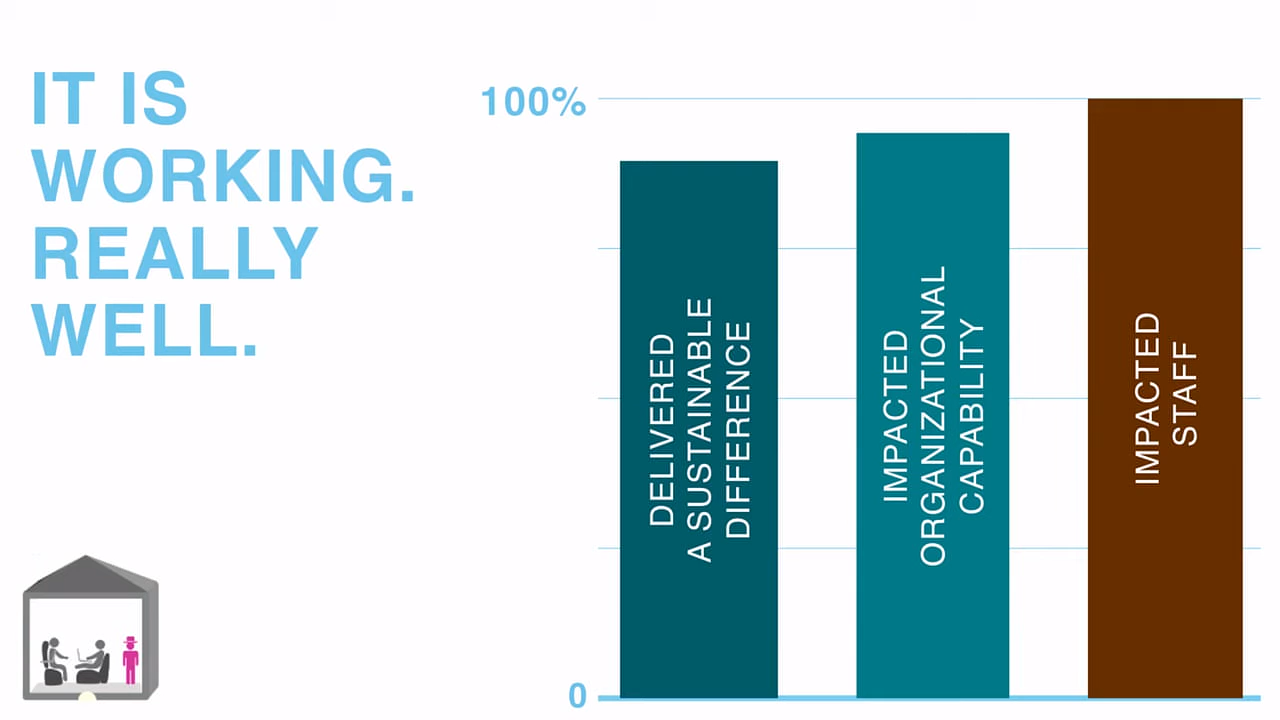 IT IS
WORKING.
REALLY
WELL.
100%
0
DELIVERED
A SUSTAINABLE
DIFFERENCE
IMPACTED
ORGANIZATIONAL
CAPABILITY
IMPACTED
STAFF